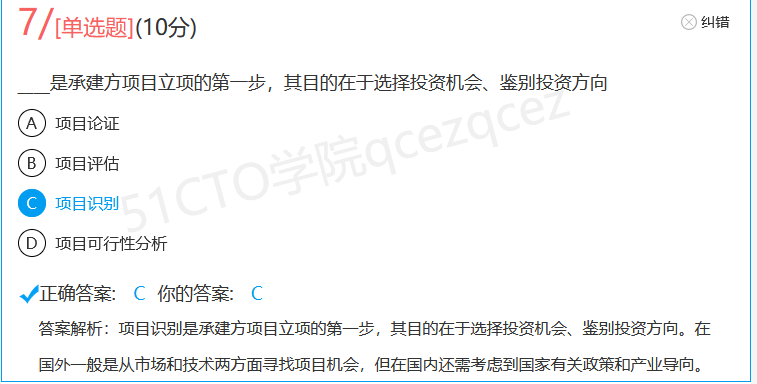 7/[单选题](10分)
纠错
____是承建方项目立项的第一步，其目的在于选择投资机会、鉴别投资方向
A 项目论证
B 项目评估
C 项目识别
D 项目可行性分析
51CTO学院qcezqcez
正确答案: C 你的答案: C
答案解析：项目识别是承建方项目立项的第一步，其目的在于选择投资机会、鉴别投资方向。在
国外一般是从市场和技术两方面寻找项目机会，但在国内还需考虑到国家有关政策和产业导向。